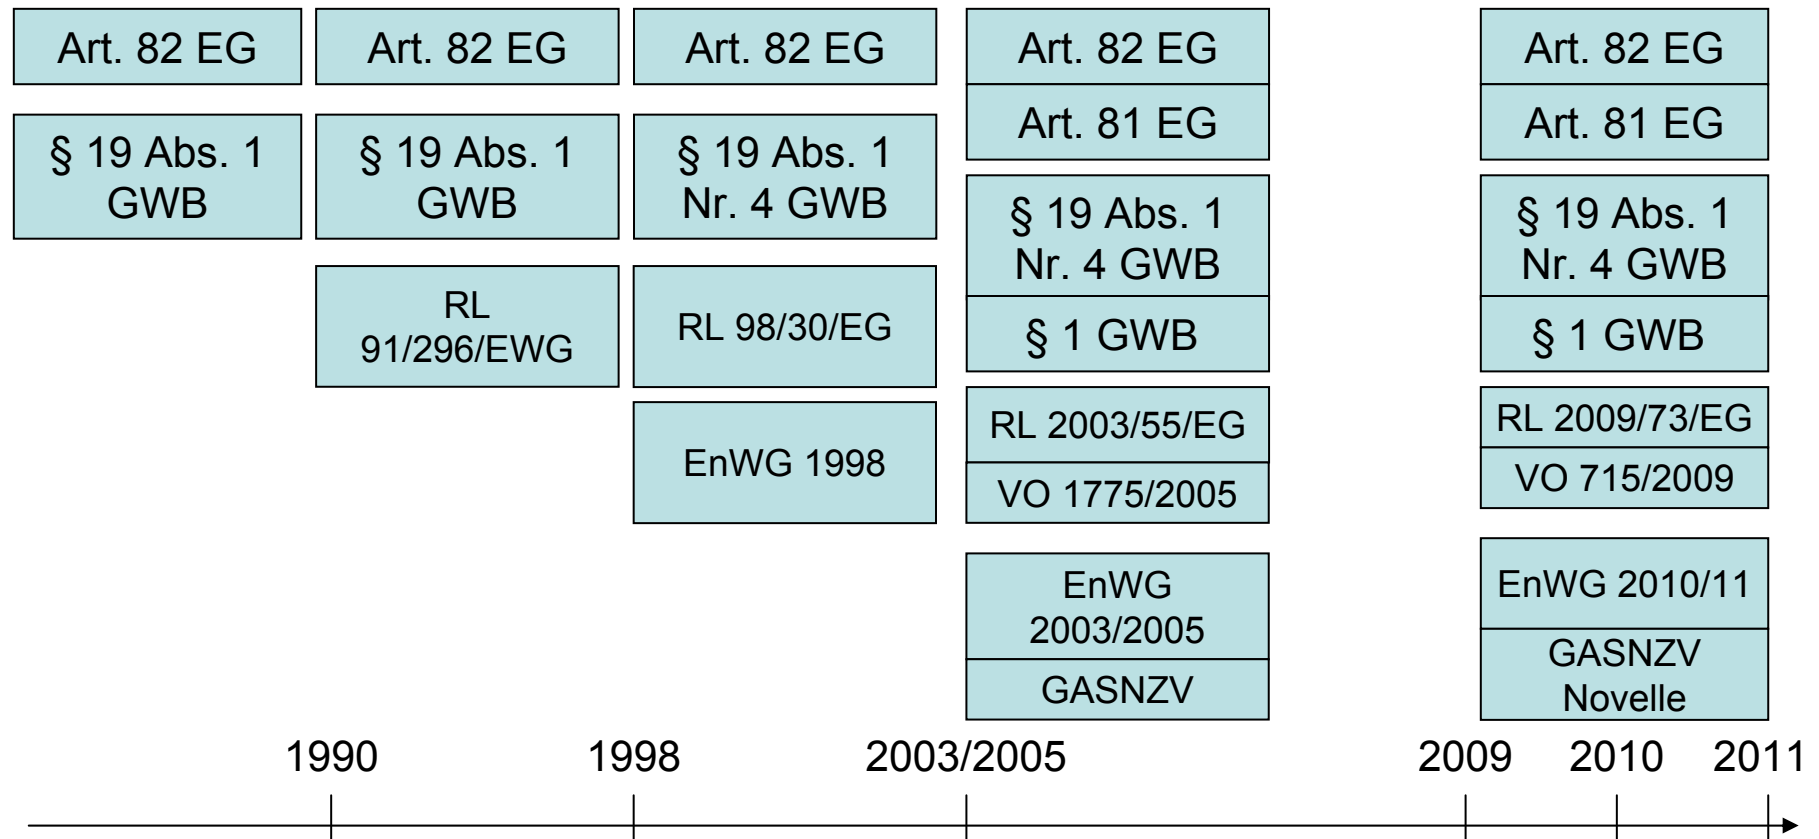 Art. 82 EG
§ 19 Abs. 1
GWB
Art. 82 EG
§ 19 Abs. 1
GWB
RL
91/296/EWG
Art. 82 EG
§ 19 Abs. 1
Nr. 4 GWB
RL 98/30/EG
EnWG 1998
Art. 82 EG
Art. 81 EG
§ 19 Abs. 1
Nr. 4 GWB
§ 1 GWB
RL 2003/55/EG
VO 1775/2005
EnWG
2003/2005
GASNZV
Art. 82 EG
Art. 81 EG
§ 19 Abs. 1
Nr. 4 GWB
§ 1 GWB
RL 2009/73/EG
VO 715/2009
EnWG 2010/11
GASNZV
Novelle
1990
1998
2003/2005
2009
2010
2011